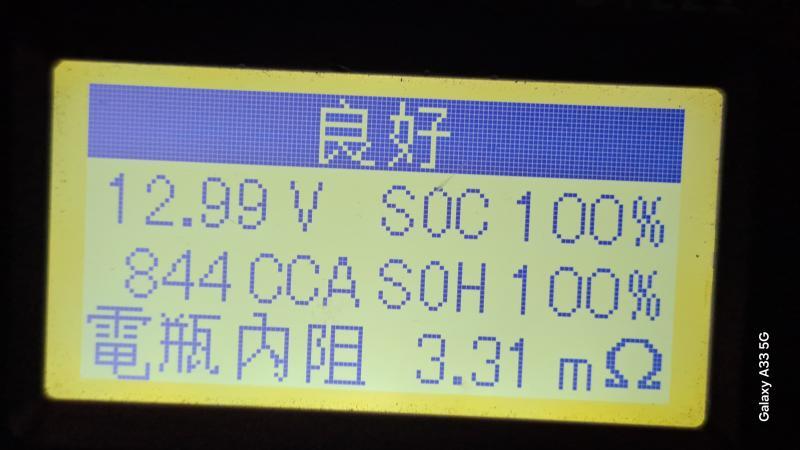 良好
12.99 V SOC 100%
844 CCA SOH 100%
電瓶內阻 3.31 mΩ
Galaxy A33 5G